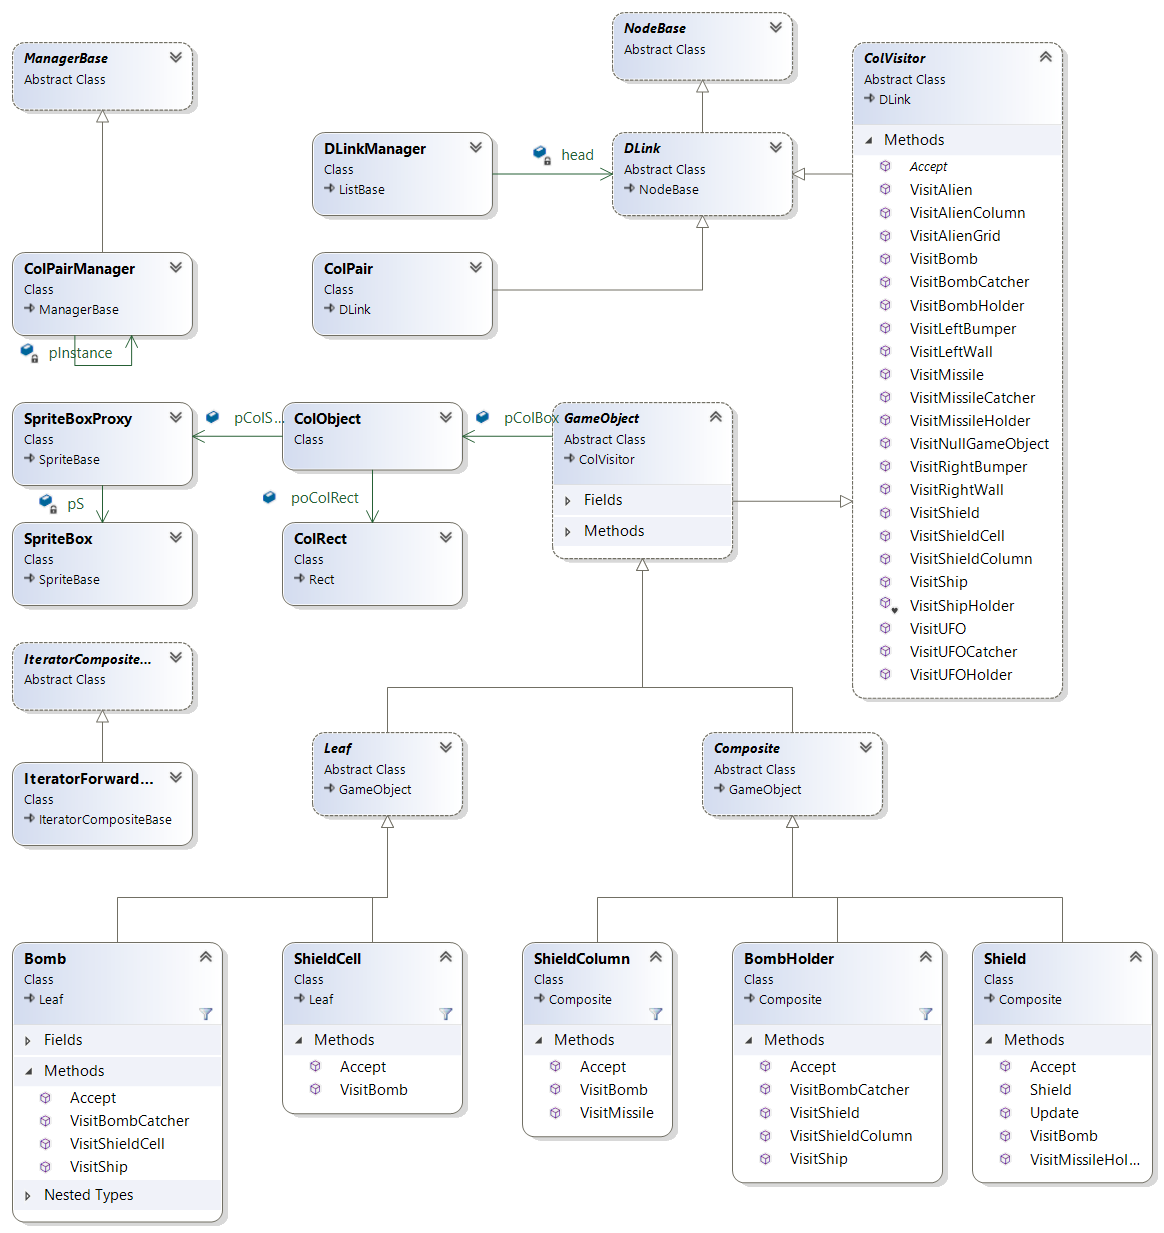 ManagerBase
Abstract Class
NodeBase
Abstract Class
ColVisitor
Abstract Class
DLink
Methods
Accept
VisitAlien
VisitAlienColumn
VisitAlienGrid
VisitBomb
VisitBombCatcher
VisitBombHolder
VisitLeftBumper
VisitLeftWall
VisitMissile
VisitMissileCatcher
VisitMissileHolder
VisitNullGameObject
VisitRightBumper
VisitRightWall
VisitShield
VisitShieldCell
VisitShieldColumn
VisitShip
VisitShipHolder
VisitUFO
VisitUFOCatcher
VisitUFOHolder
DLinkManager
Class
ListBase
head
DLink
Abstract Class
NodeBase
ColPairManager
Class
ManagerBase
pInstance
ColPair
Class
DLink
SpriteBoxProxy
Class
SpriteBase
pColS...
ColObject
Class
pColBox
GameObject
Abstract Class
ColVisitor
Fields
Methods
pS
poColRect
SpriteBox
Class
SpriteBase
ColRect
Class
Rect
IteratorComposite...
Abstract Class
IteratorForward...
Class
IteratorCompositeBase
Leaf
Abstract Class
GameObject
Composite
Abstract Class
GameObject
Bomb
Class
Leaf
Fields
Methods
Accept
VisitBombCatcher
VisitShieldCell
VisitShip
Nested Types
ShieldCell
Class
Leaf
Methods
Accept
VisitBomb
ShieldColumn
Class
Composite
Methods
Accept
VisitBomb
VisitMissile
BombHolder
Class
Composite
Methods
Accept
VisitBombCatcher
VisitShield
VisitShieldColumn
VisitShip
Shield
Class
Composite
Methods
Accept
Shield
Update
VisitBomb
VisitMissileHol...